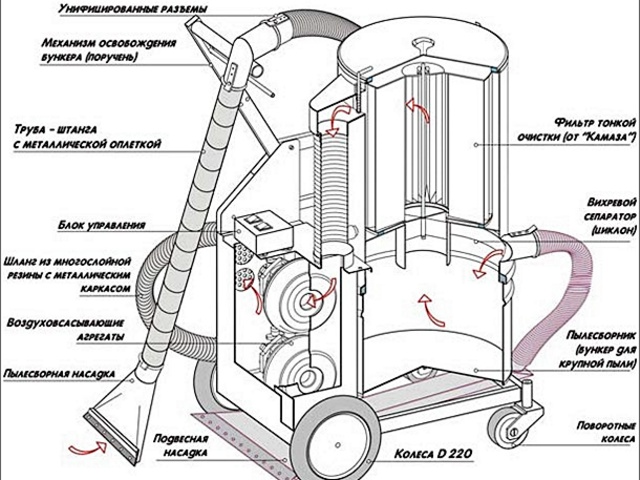 Унифицированные разъемы
Механизм освобождения
бункера (поручень)
Труба - штанга
с металлической оплеткой
Блок управления
Шланг из многослойной
резины с металлическим
каркасом
Воздуховсасывающие
агрегаты
Пылесборная насадка
Подвесная
насадка
Колеса D 220
Фильтр тонкой
очистки (от "Камаза")
Вихревой
сепаратор
(циклон)
Пылесборник
(бункер для
крупной пыли)
Поворотные
колеса